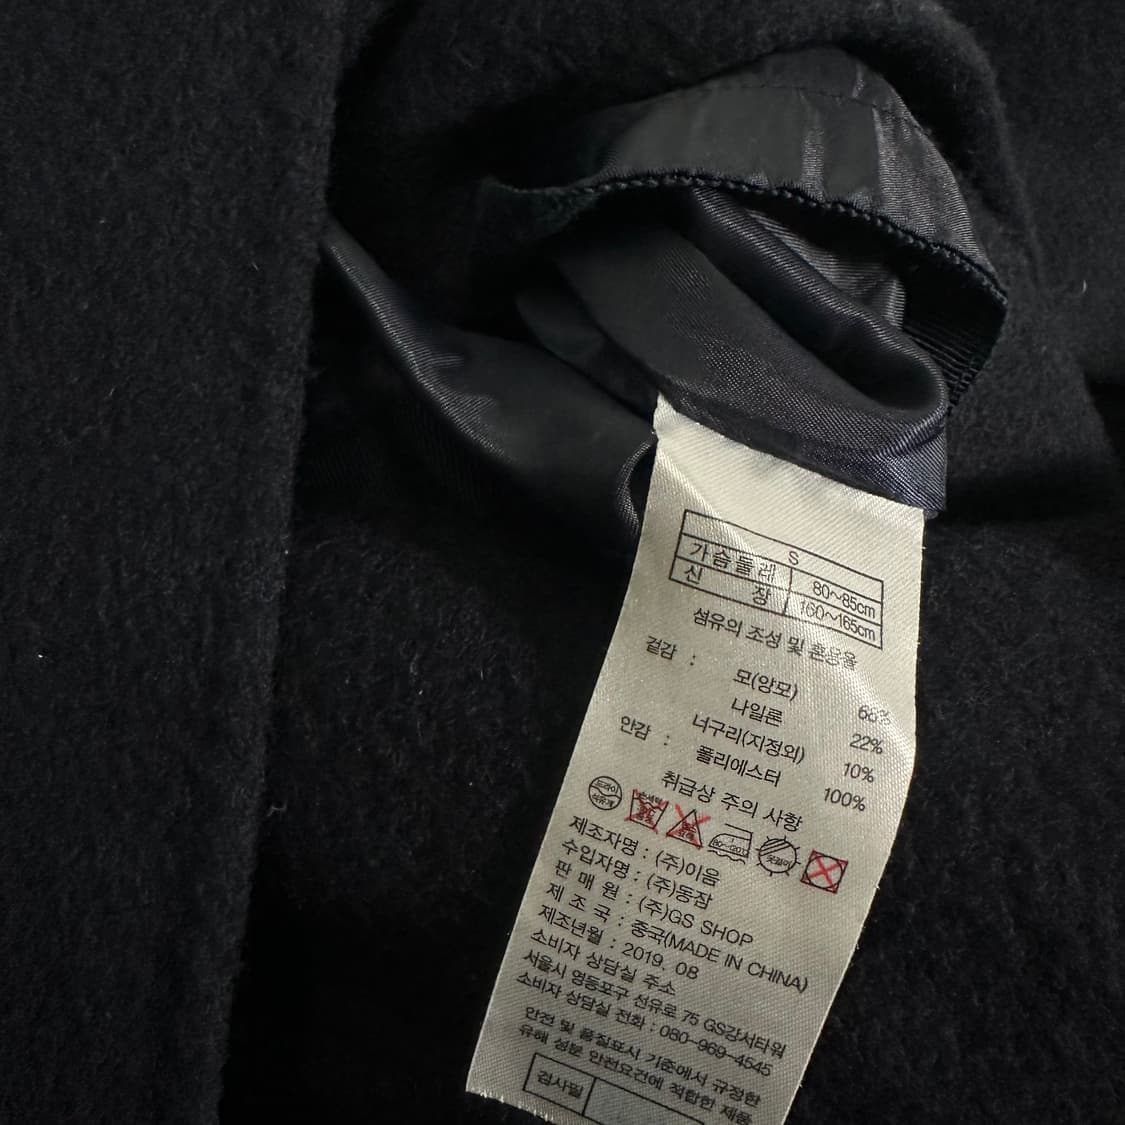 S
가슴둘레 80~85cm
신 장 160~165cm
섬유의 조성 및 혼용율
겉감 : 모(양모) 68%
나일론 22%
너구리(지정외) 10%
안감 : 폴리에스터 100%
취급상 주의 사항
드라이
석유계
제조자명 : (주)이음
수입자명 : (주)동잠
판 매 원 : (주)GS SHOP
제 조 국 : 중국(MADE IN CHINA)
제조년월 : 2019. 08
소비자 상담실 주소
서울시 영등포구 선유로 75 GS강서타워
소비자 상담실 전화 : 080-969-4545
안전 및 품질표시 기준에서 규정한
유해 성분 안전요건에 적합한 제품
검사필